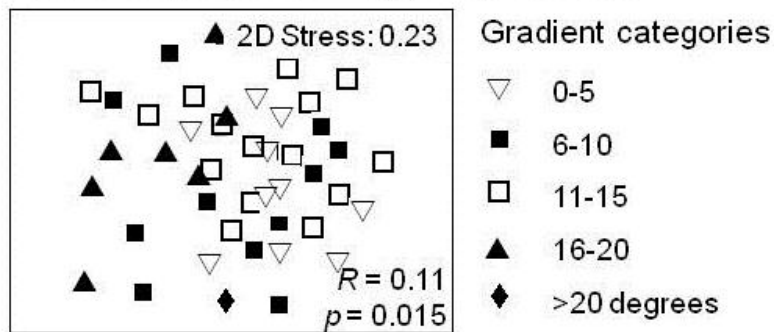 2D Stress: 0.23
R = 0.11
p = 0.015
Gradient categories
0-5
6-10
11-15
16-20
>20 degrees